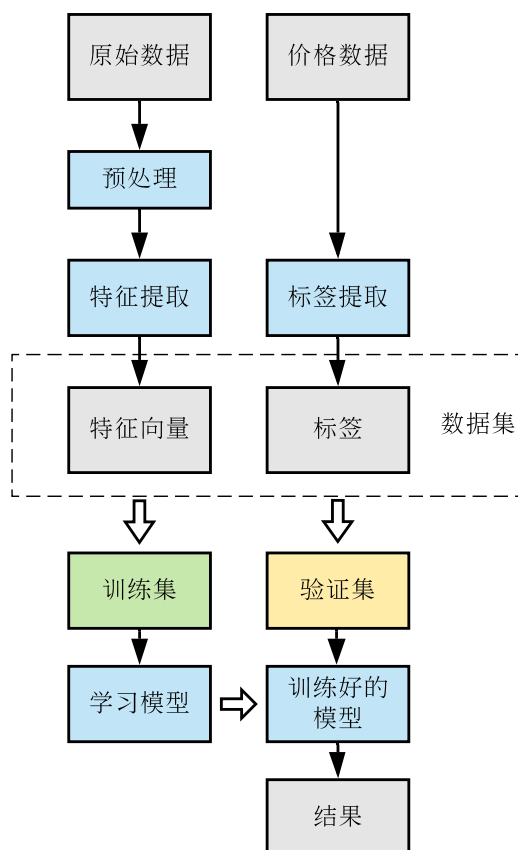 原始数据
价格数据
预处理
特征提取
标签提取
特征向量
标签
数据集
训练集
验证集
学习模型
训练好的
模型
结果